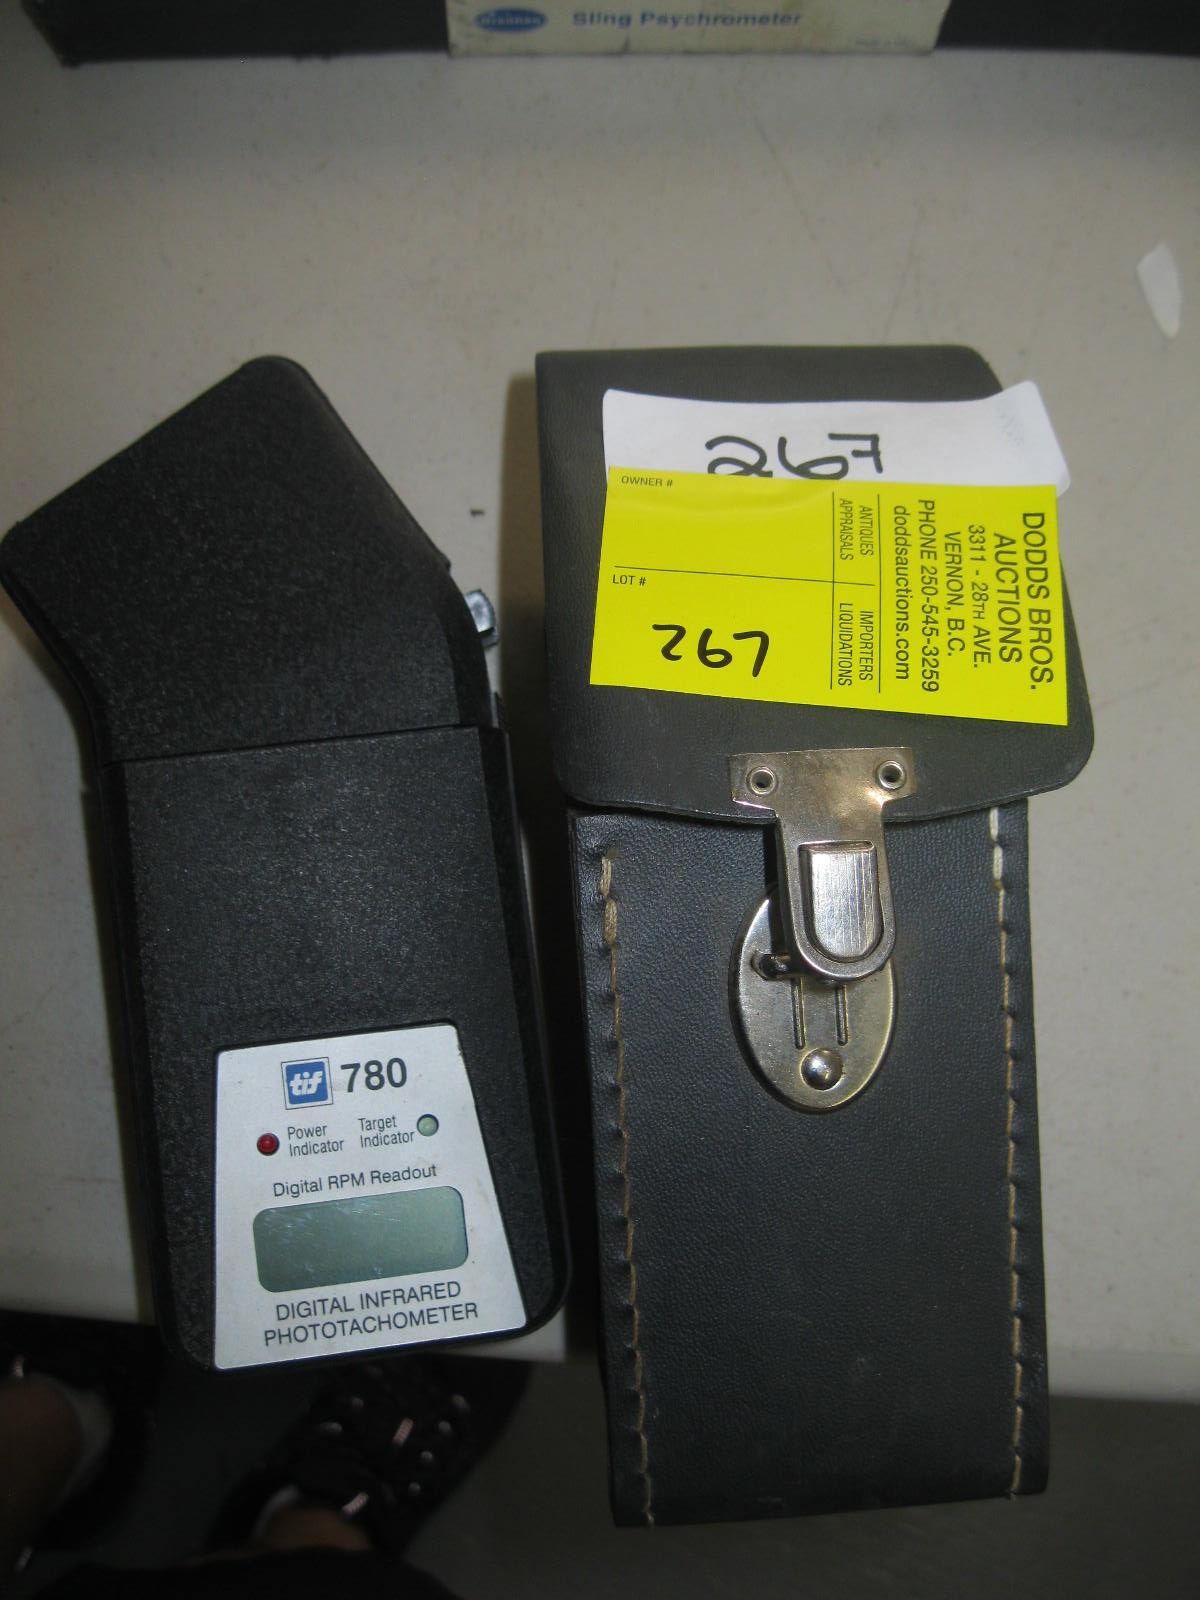 Sling Psychrometer
267
OWNER #
LOT #
267
ANTIQUES
APPRAISALS
IMPORTERS
LIQUIDATIONS
DODDS BROS.
AUCTIONS
3311 - 28TH AVE.
VERNON, B.C.
PHONE 250-545-3259
doddsauctions.com
tif 780
Power Indicator
Target Indicator
Digital RPM Readout
DIGITAL INFRARED
PHOTOTACHOMETER